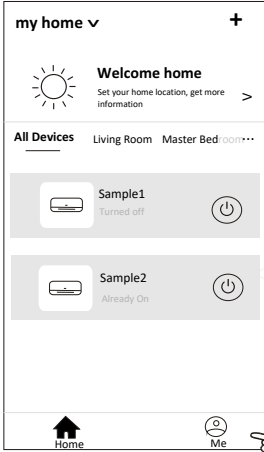 my home
Welcome home
Set your home location, get more
information
All Devices Living Room Master Bedroom
Sample1
Turned off
Sample2
Already On
Home Me